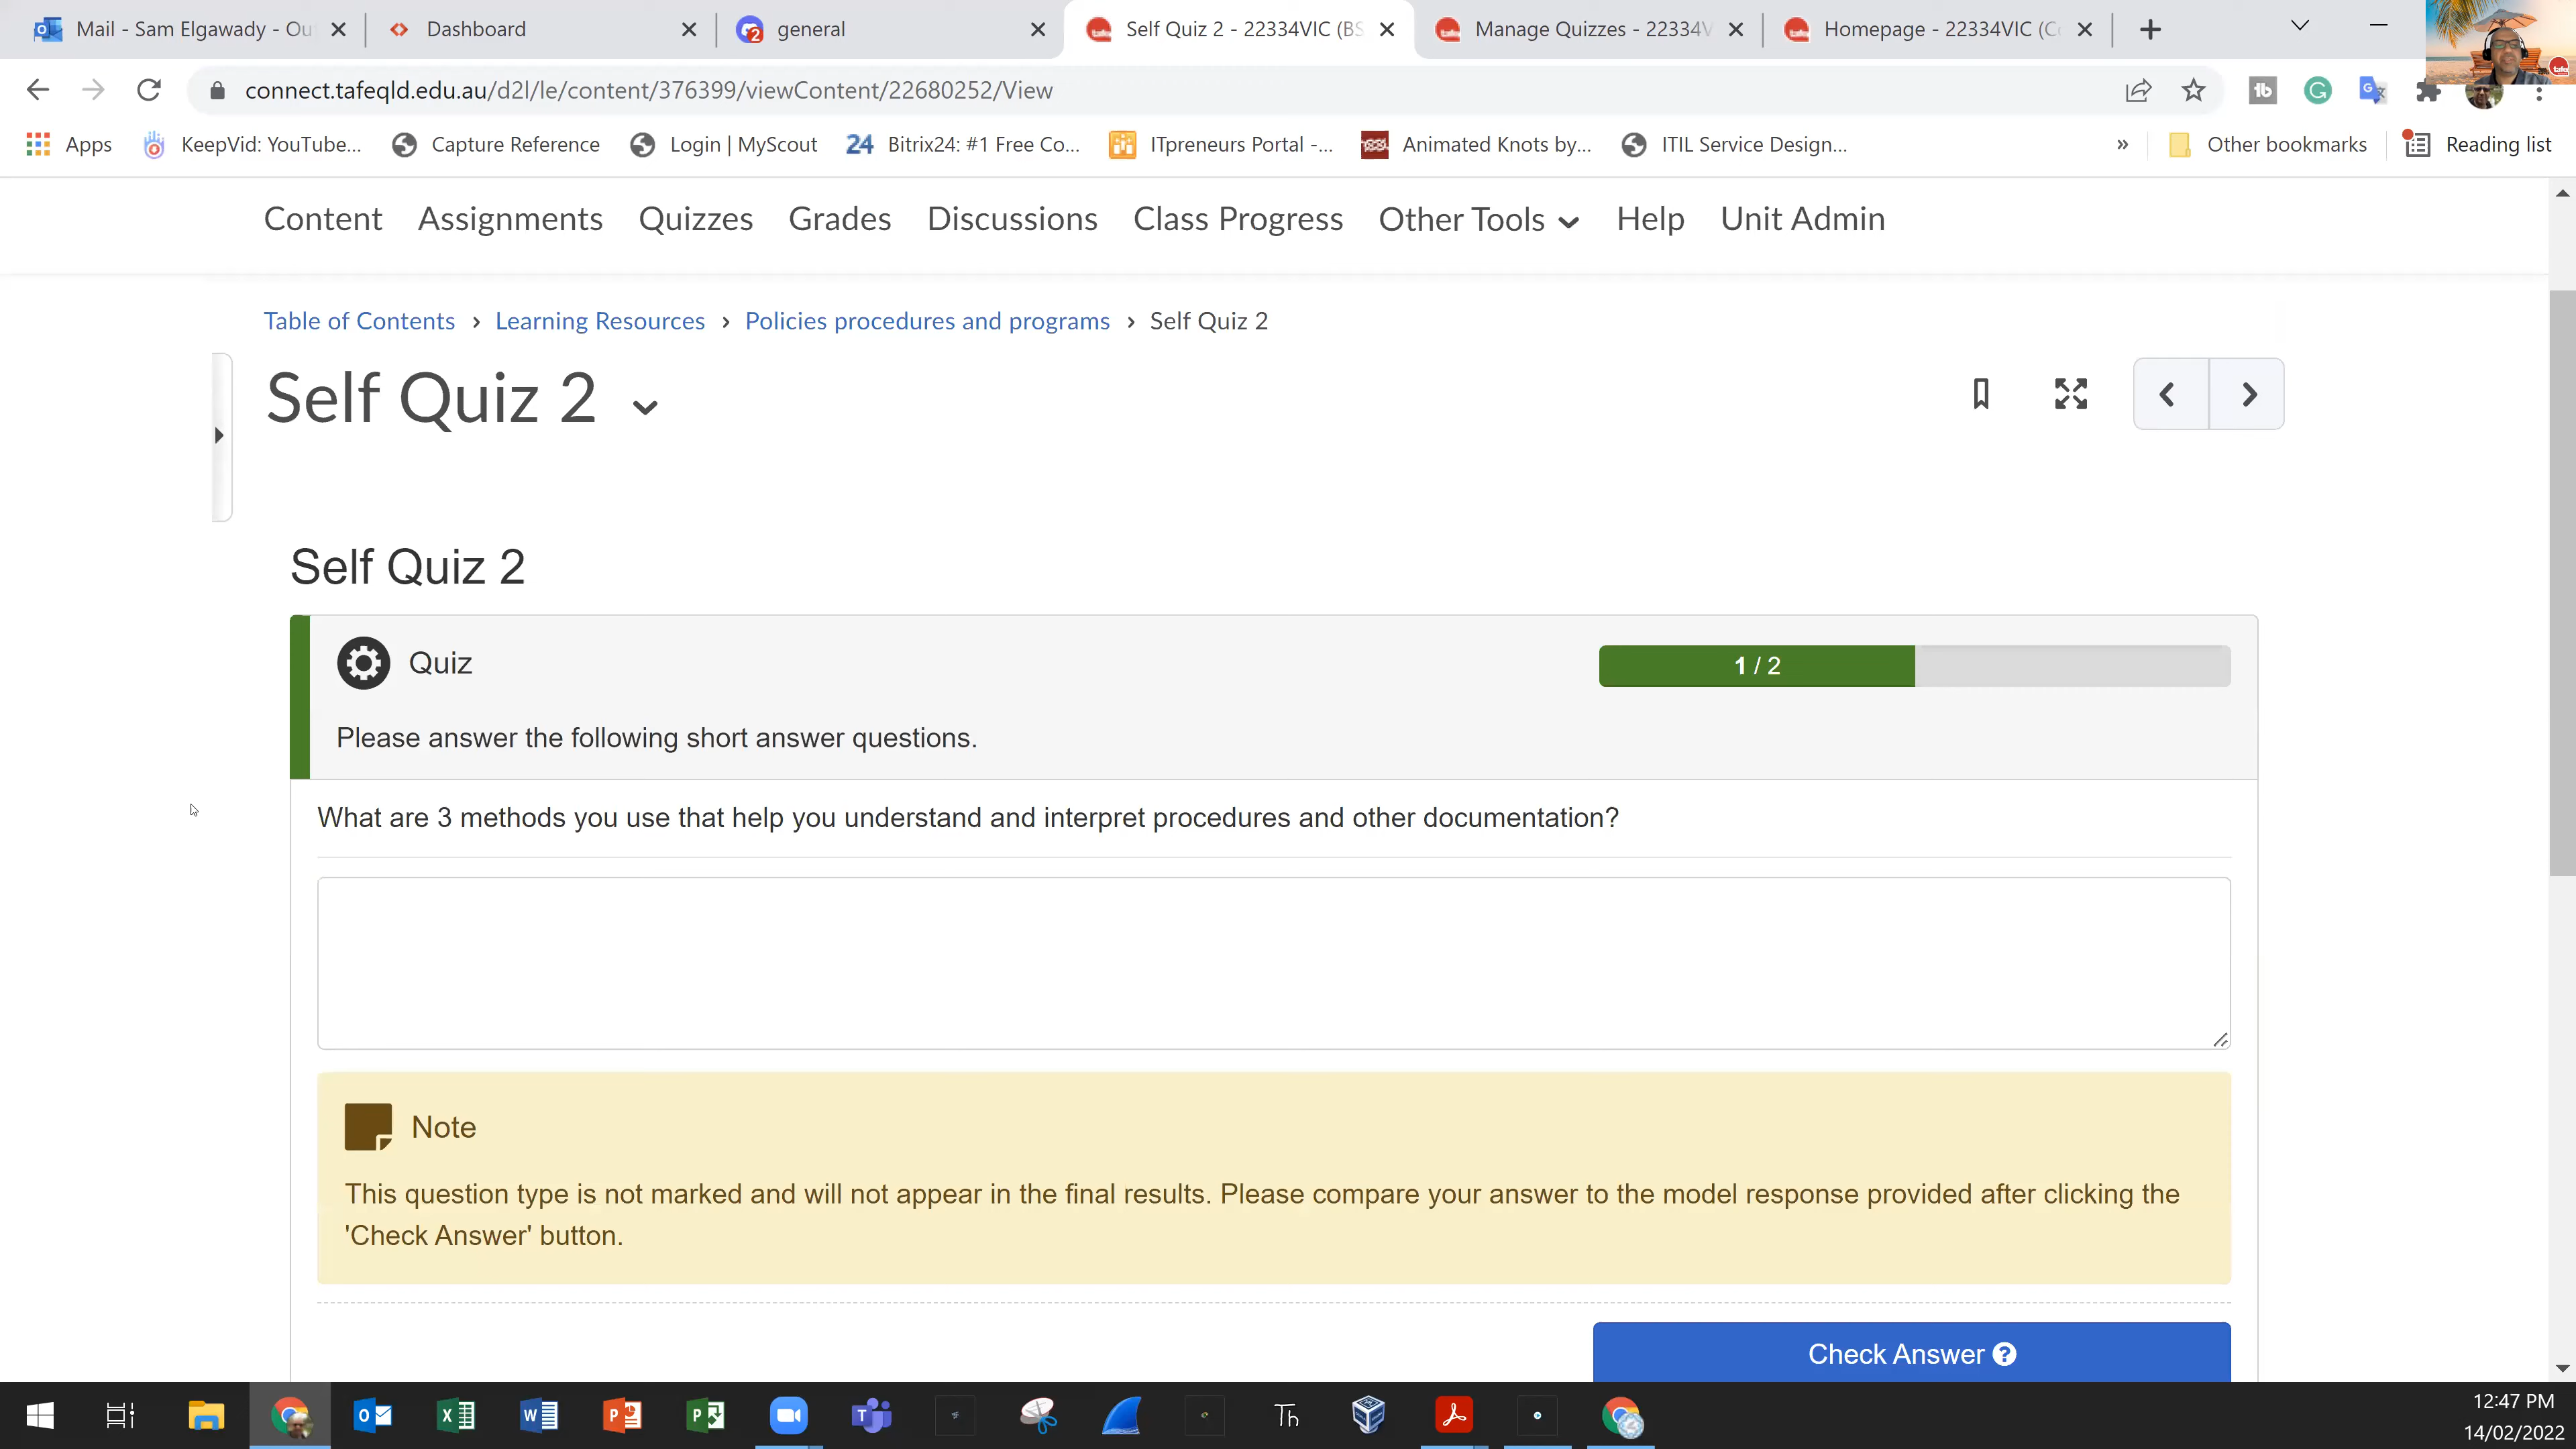 Mail - Sam Elgawady - Ou
Dashboard
general
Self Quiz 2 - 22334VIC (BS
Manage Quizzes - 22334V
Homepage - 22334VIC (C
connect.tafeqld.edu.au/d2l/le/content/376399/viewContent/22680252/View
Apps
KeepVid: YouTube...
Capture Reference
Login | MyScout
24 Bitrix24: #1 Free Co...
ITpreneurs Portal -...
Animated Knots by...
ITIL Service Design...
»
Other bookmarks
Reading list
Content Assignments Quizzes Grades Discussions Class Progress Other Tools Help Unit Admin
Table of Contents › Learning Resources › Policies procedures and programs › Self Quiz 2
Self Quiz 2
Self Quiz 2
Quiz
1 / 2
Please answer the following short answer questions.
What are 3 methods you use that help you understand and interpret procedures and other documentation?
Note
This question type is not marked and will not appear in the final results. Please compare your answer to the model response provided after clicking the
'Check Answer' button.
Check Answer ?
Th
12:47 PM
14/02/2022